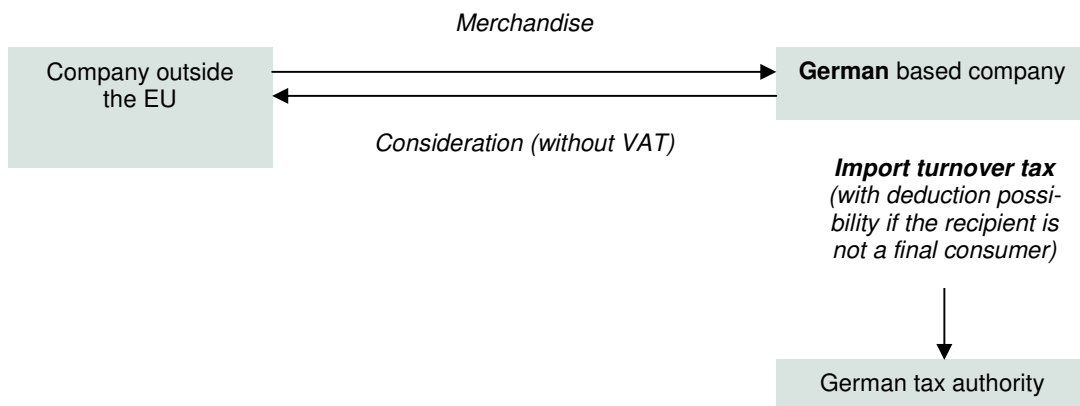 Merchandise
Company outside
the EU
German based company
Consideration (without VAT)
Import turnover tax
(with deduction possi-
bility if the recipient is
not a final consumer)
German tax authority